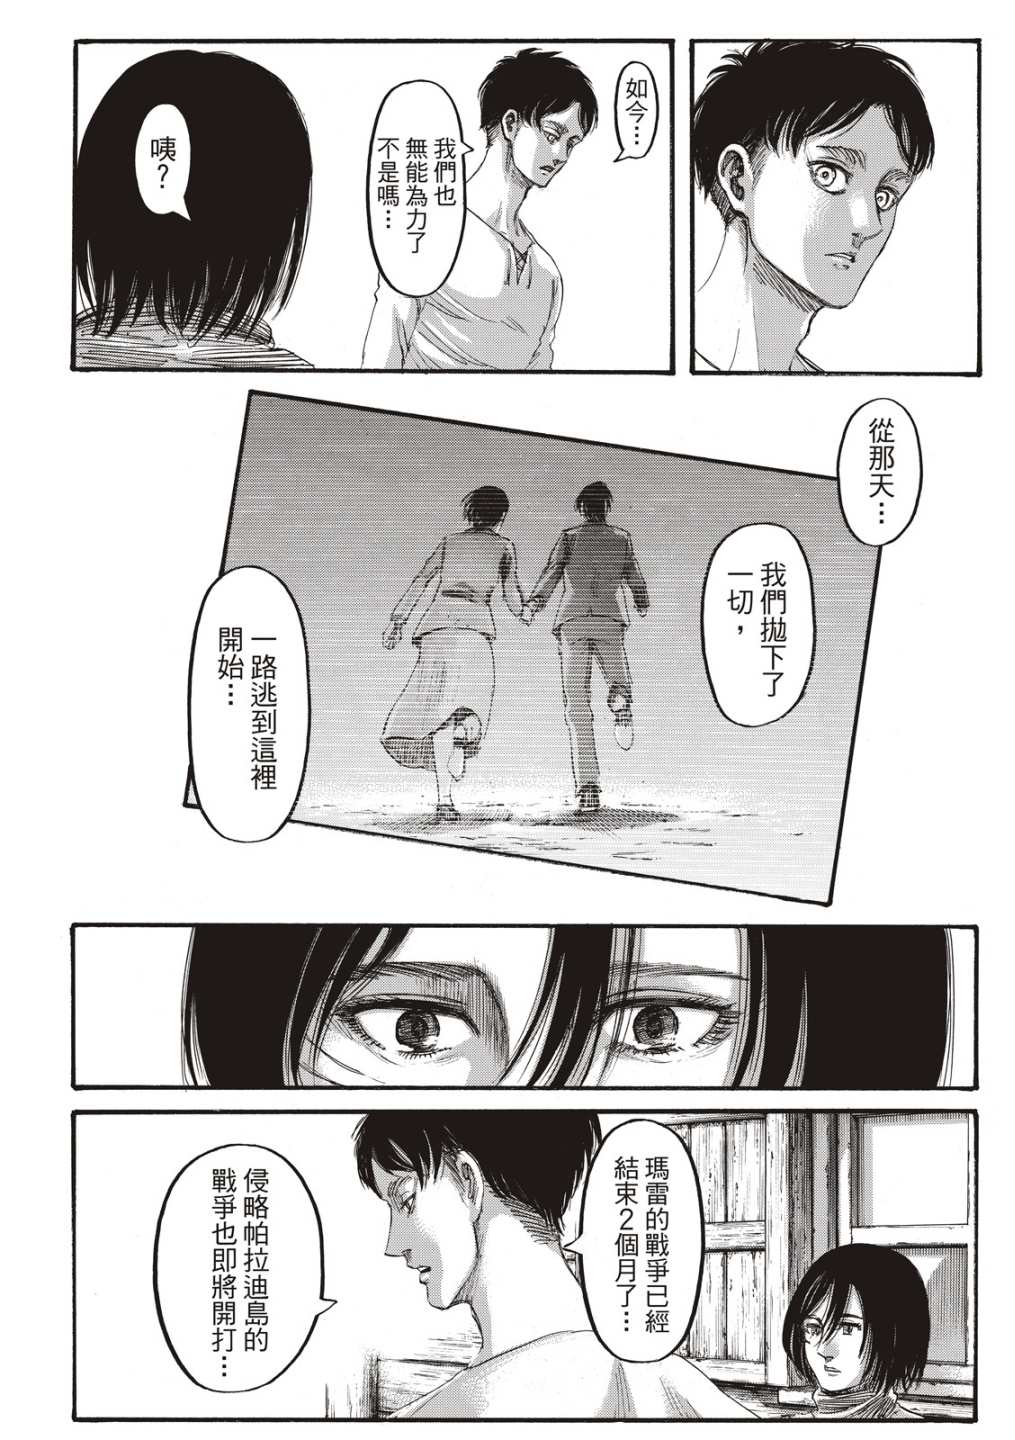 如今…
我們也
無能為力了
不是嗎…
咦？
從那天…
我們拋下了
一切，
一路逃到這裡
開始…
瑪雷的戰爭已經
結束2個月了…
侵略帕拉迪島的
戰爭也即將開打…